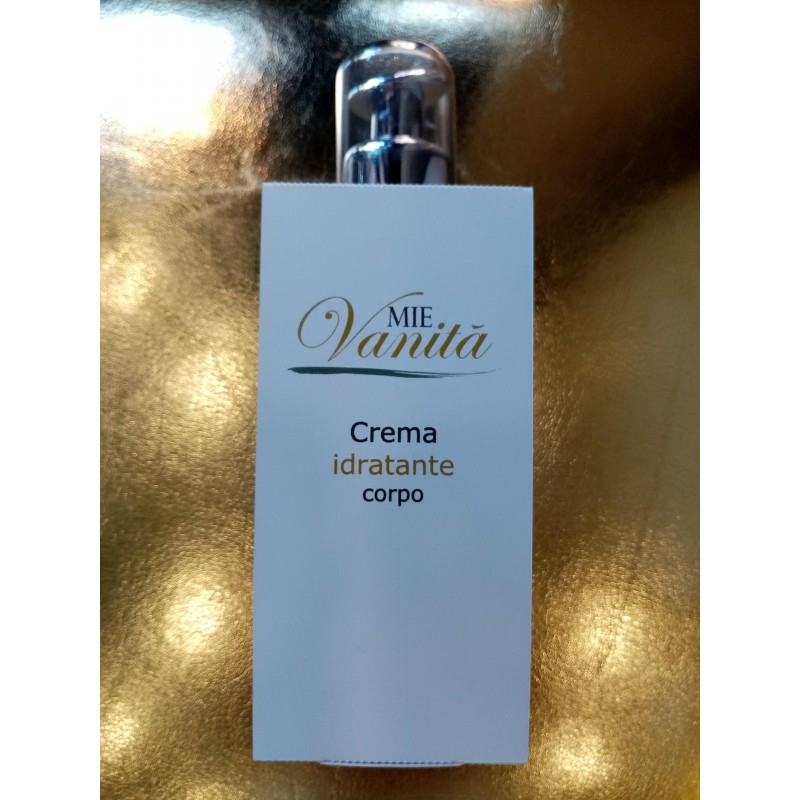 MIE
Vanità
Crema
idratante
corpo